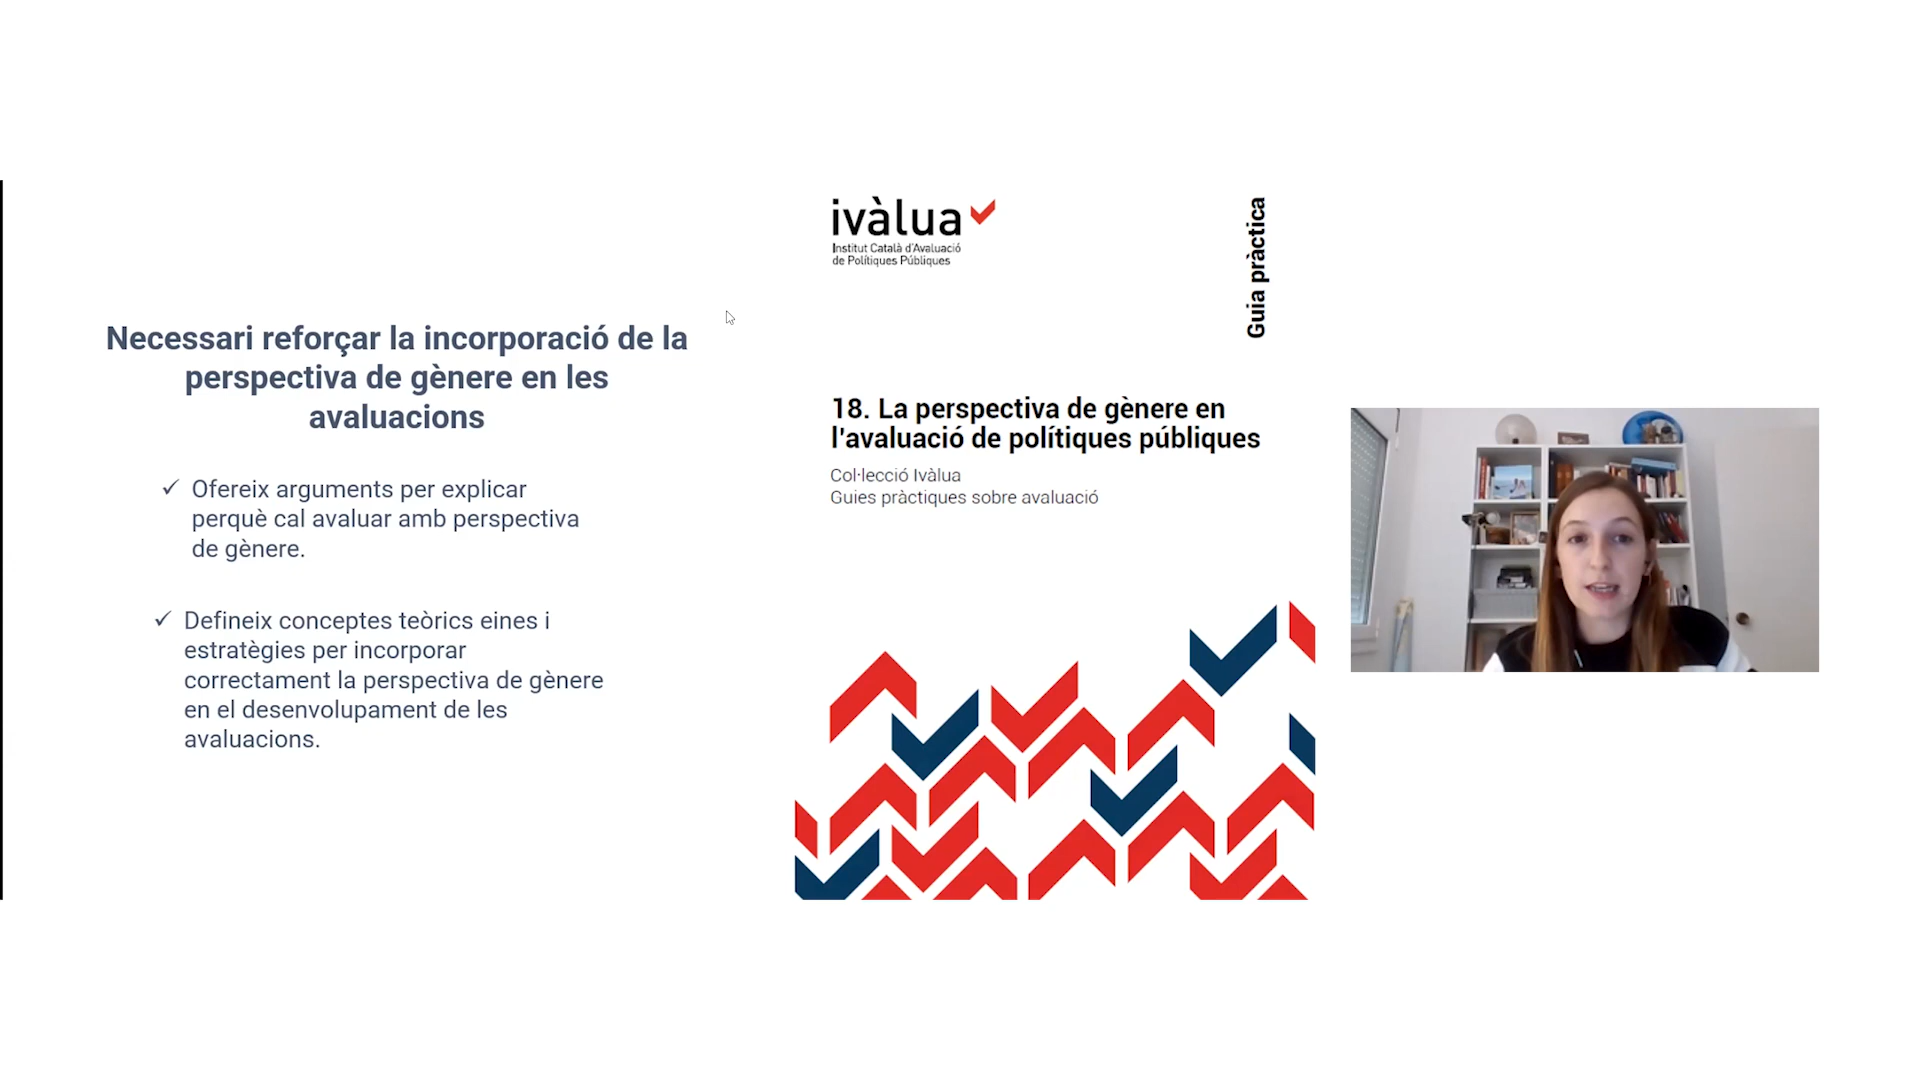 Necessari reforçar la incorporació de la
perspectiva de gènere en les
avaluacions
Ofereix arguments per explicar
perquè cal avaluar amb perspectiva
de gènere.
Defineix conceptes teòrics eines i
estratègies per incorporar
correctament la perspectiva de gènere
en el desenvolupament de les
avaluacions.
ivàlua
Institut Català d'Avaluació
de Polítiques Públiques
Guia pràctica
18. La perspectiva de gènere en
l'avaluació de polítiques públiques
Col·lecció Ivàlua
Guies pràctiques sobre avaluació